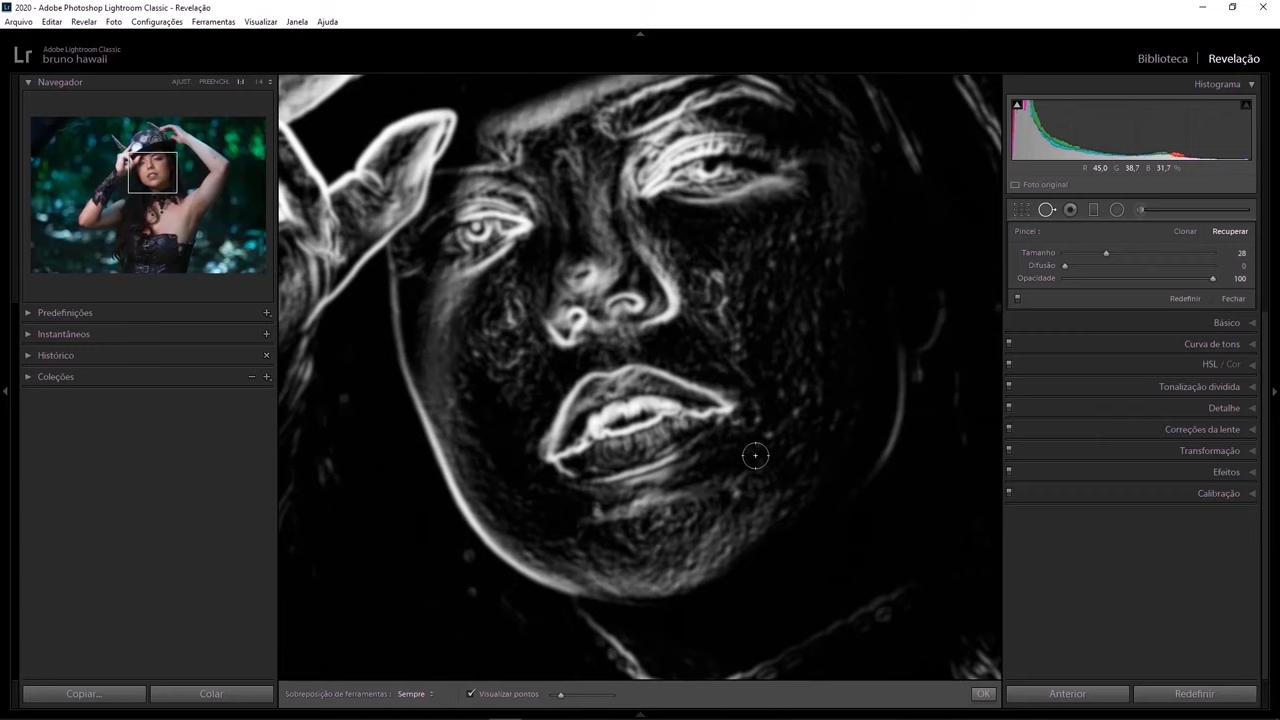 2020 - Adobe Photoshop Lightroom Classic - Revelação
Arquivo Editar Revelar Foto Configurações Ferramentas Visualizar Janela Ajuda
Lr Adobe Lightroom Classic
bruno hawaii
Biblioteca | Revelação
Navegador AJUST. PREENCH. 1:1 1:4
Histograma
R 45,0 G 38,7 B 31,7 %
Foto original
Pincel : Clonar Recuperar
Tamanho 28
Difusão 0
Opacidade 100
Redefinir Fechar
Predefinições
Instantâneos
Histórico
Coleções
Básico
Curva de tons
HSL / Cor
Tonalização dividida
Detalhe
Correções da lente
Transformação
Efeitos
Calibração
Copiar... Colar
Sobreposição de ferramentas : Sempre Visualizar pontos OK
Anterior Redefinir